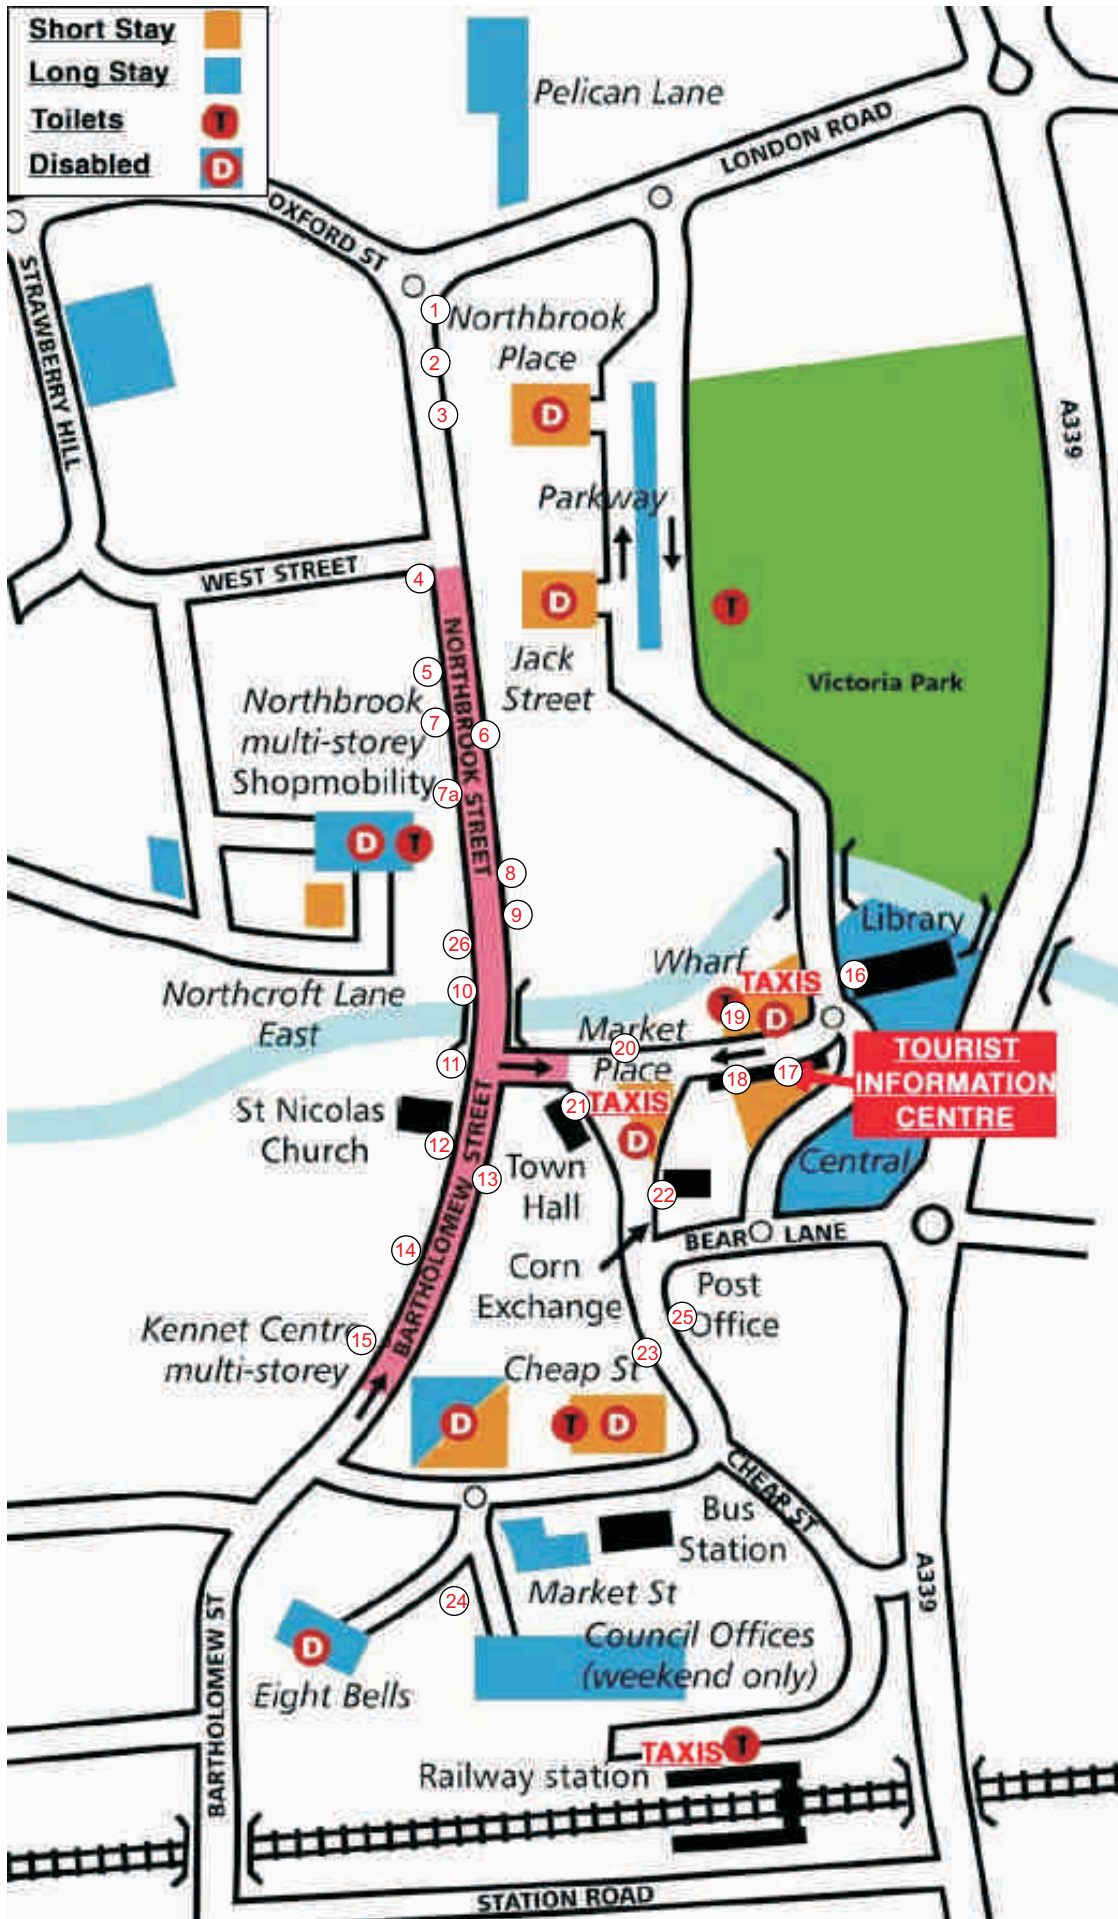 Short Stay
Long Stay
Toilets
T
Disabled
D
Pelican Lane
LONDON ROAD
OXFORD ST
STRAWBERRY HILL
1
Northbrook
Place
2
3
D
A339
Parkway
WEST STREET
4
D
T
Jack
Street
NORTHBROOK STREET
5
Victoria Park
Northbrook
multi-storey
Shopmobility
7
6
7a
D
T
8
9
Library
26
Wharf
16
TAXIS
Northcroft Lane
East
10
T
19
D
Market
Place
20
11
18
17
TOURIST
INFORMATION
CENTRE
St Nicolas
Church
21
TAXIS
D
12
Town
Hall
13
Central
22
BARTHOLOMEW STREET
14
BEAR LANE
Corn
Exchange
Post
Office
25
Kennet Centre
multi-storey
15
23
Cheap St
D
T
D
CHEAR ST
Bus
Station
Market St
24
A339
Council Offices
(weekend only)
D
Eight Bells
BARTHOLOMEW ST
TAXIS
T
Railway station
STATION ROAD